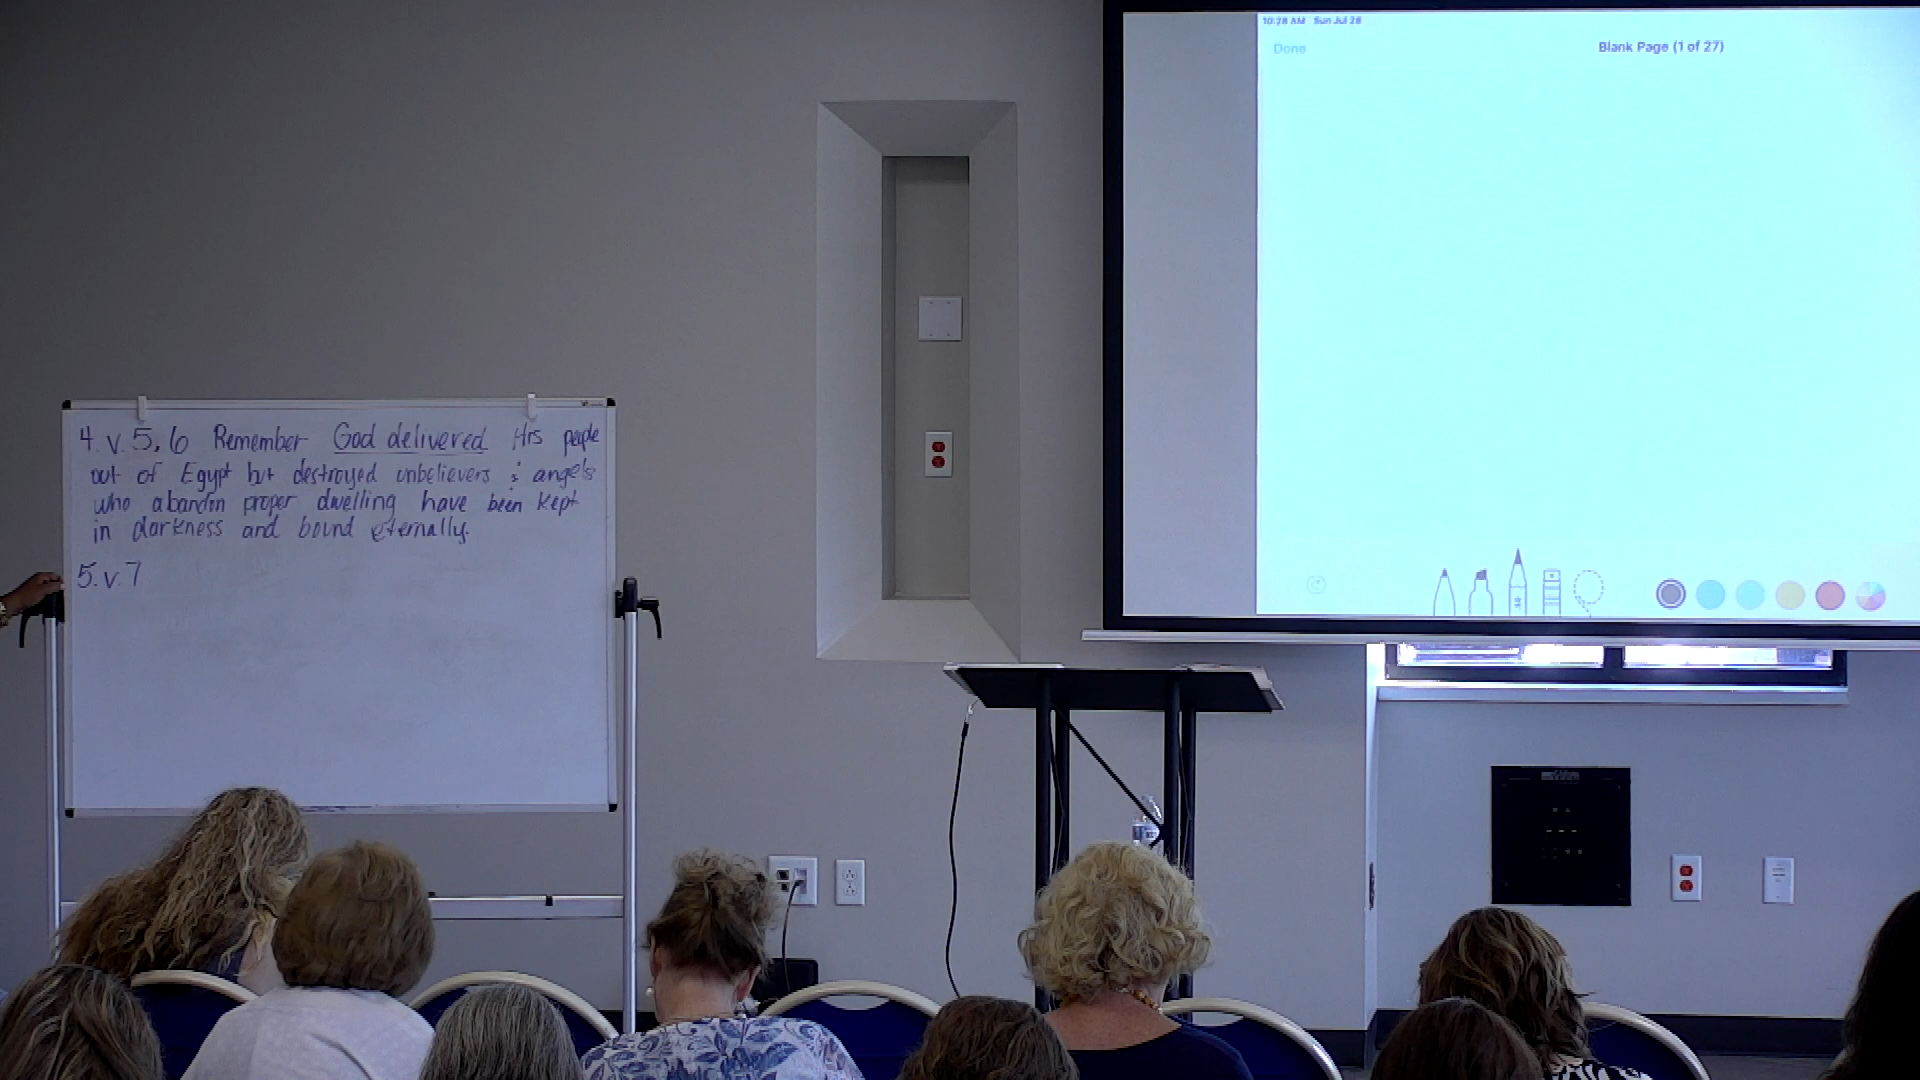 4. v. 5, 6 Remember God delivered His people
out of Egypt but destroyed unbelievers & angels
who abandon proper dwelling have been kept
in darkness and bound eternally.
5. v. 7
10:28 AM Sun Jul 28
Done
Blank Page (1 of 27)